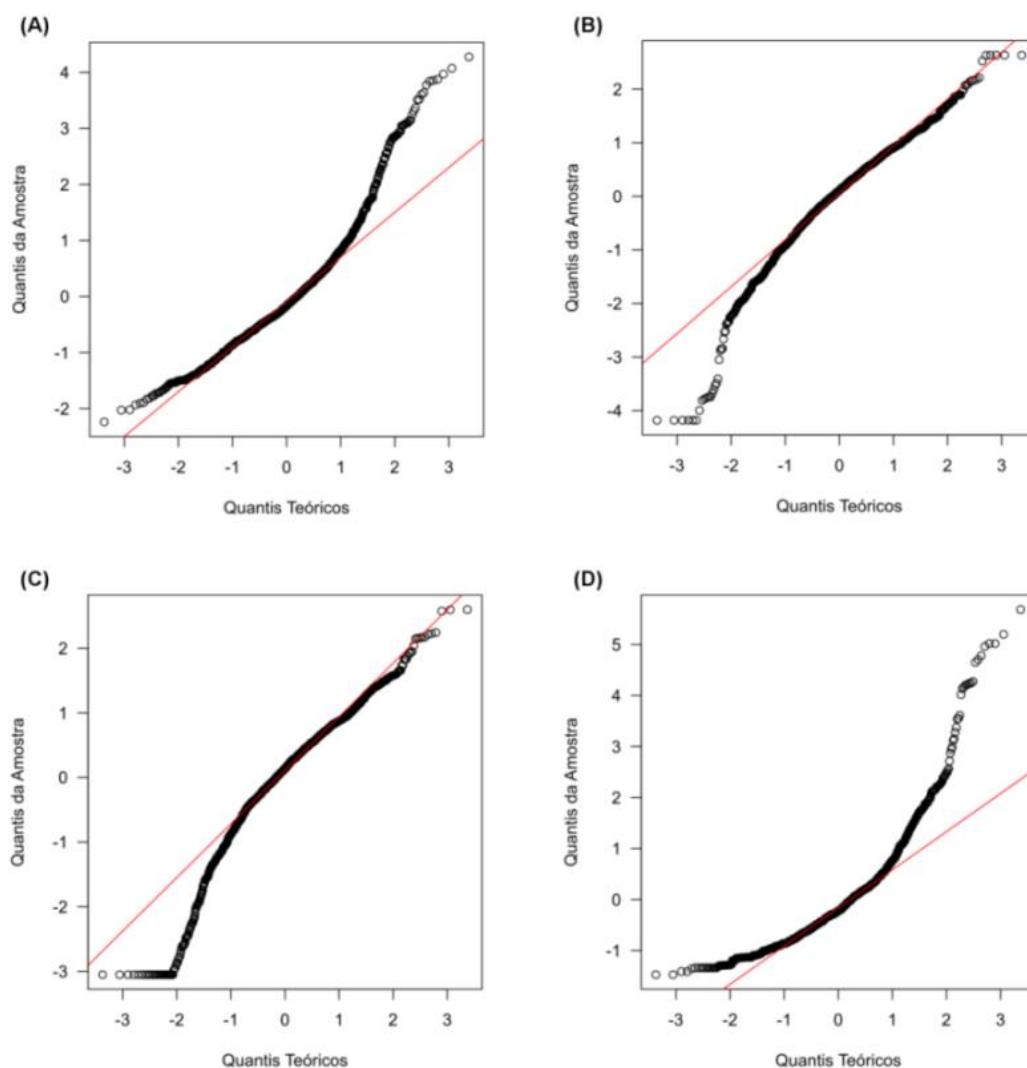 (A)
4
3
2
1
0
-1
-2
Quantis da Amostra
-3 -2 -1 0 1 2 3
Quantis Teóricos
(B)
2
1
0
-1
-2
-3
-4
Quantis da Amostra
-3 -2 -1 0 1 2 3
Quantis Teóricos
(C)
2
1
0
-1
-2
-3
Quantis da Amostra
-3 -2 -1 0 1 2 3
Quantis Teóricos
(D)
5
4
3
2
1
0
-1
Quantis da Amostra
-3 -2 -1 0 1 2 3
Quantis Teóricos